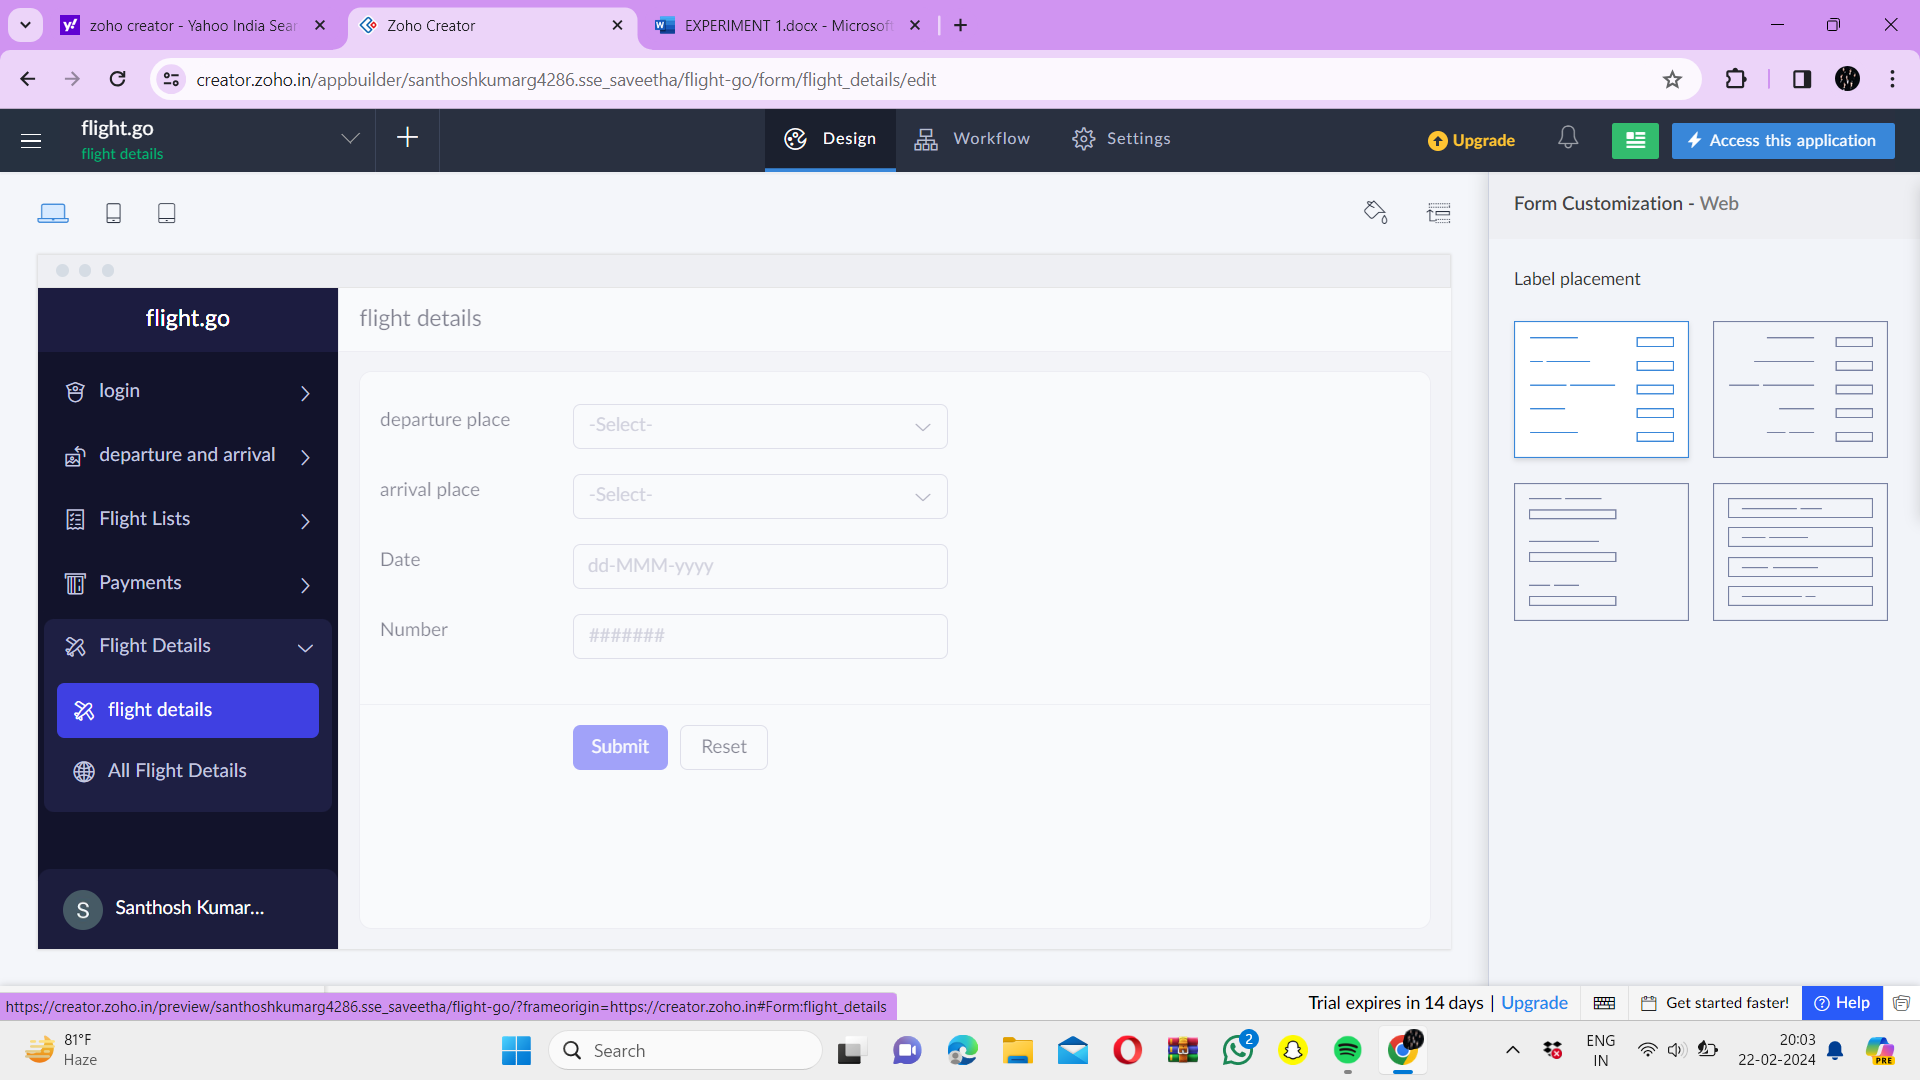 zoho creator - Yahoo India Sear
Zoho Creator
EXPERIMENT 1.docx - Microsoft
creator.zoho.in/appbuilder/santhoshkumarg4286.sse_saveetha/flight-go/form/flight_details/edit
flight.go
flight details
Design
Workflow
Settings
Upgrade
Access this application
Form Customization - Web
Label placement
flight.go
flight details
login
departure and arrival
Flight Lists
Payments
Flight Details
flight details
All Flight Details
S
Santhosh Kumar...
departure place
-Select-
arrival place
-Select-
Date
dd-MMM-yyyy
Number
#######
Submit
Reset
https://creator.zoho.in/preview/santhoshkumarg4286.sse_saveetha/flight-go/?frameorigin=https://creator.zoho.in#Form:flight_details
Trial expires in 14 days | Upgrade
Get started faster!
Help
81°F
Haze
Search
2
ENG
IN
20:03
22-02-2024
PRE